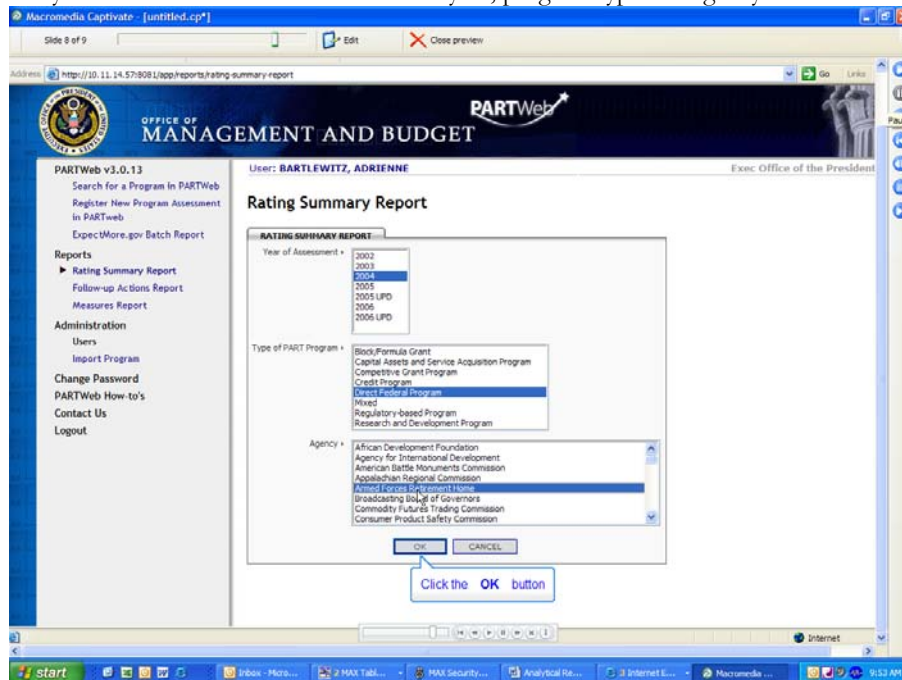 Macromedia Captivate - [untitled.cp*]
Slide 8 of 9
Edit
Close preview
Address
http://10.11.14.57:8081/app/reports/rating-summary-report
Go
Links
OFFICE OF
MANAGEMENT AND BUDGET
PARTWeb
PARTWeb v3.0.13
Search for a Program in PARTWeb
Register New Program Assessment
in PARTweb
ExpectMore.gov Batch Report
Reports
Rating Summary Report
Follow-up Actions Report
Measures Report
Administration
Users
Import Program
Change Password
PARTWeb How-to's
Contact Us
Logout
User: BARTLEWITZ, ADRIENNE
Exec Office of the President
Rating Summary Report
RATING SUMMARY REPORT
Year of Assessment
2002
2003
2004
2005
2005 UPD
2006
2006 UPD
Type of PART Program
Block/Formula Grant
Capital Assets and Service Acquisition Program
Competitive Grant Program
Credit Program
Direct Federal Program
Mixed
Regulatory-based Program
Research and Development Program
Agency
African Development Foundation
Agency for International Development
American Battle Monuments Commission
Appalachian Regional Commission
Armed Forces Retirement Home
Broadcasting Board of Governors
Commodity Futures Trading Commission
Consumer Product Safety Commission
OK
CANCEL
Click the OK button
Internet
start
Inbox - Micro...
2 MAX Tabl...
MAX Security...
Analytical Re...
3 Internet E...
Macromedia ...
9:53 AM